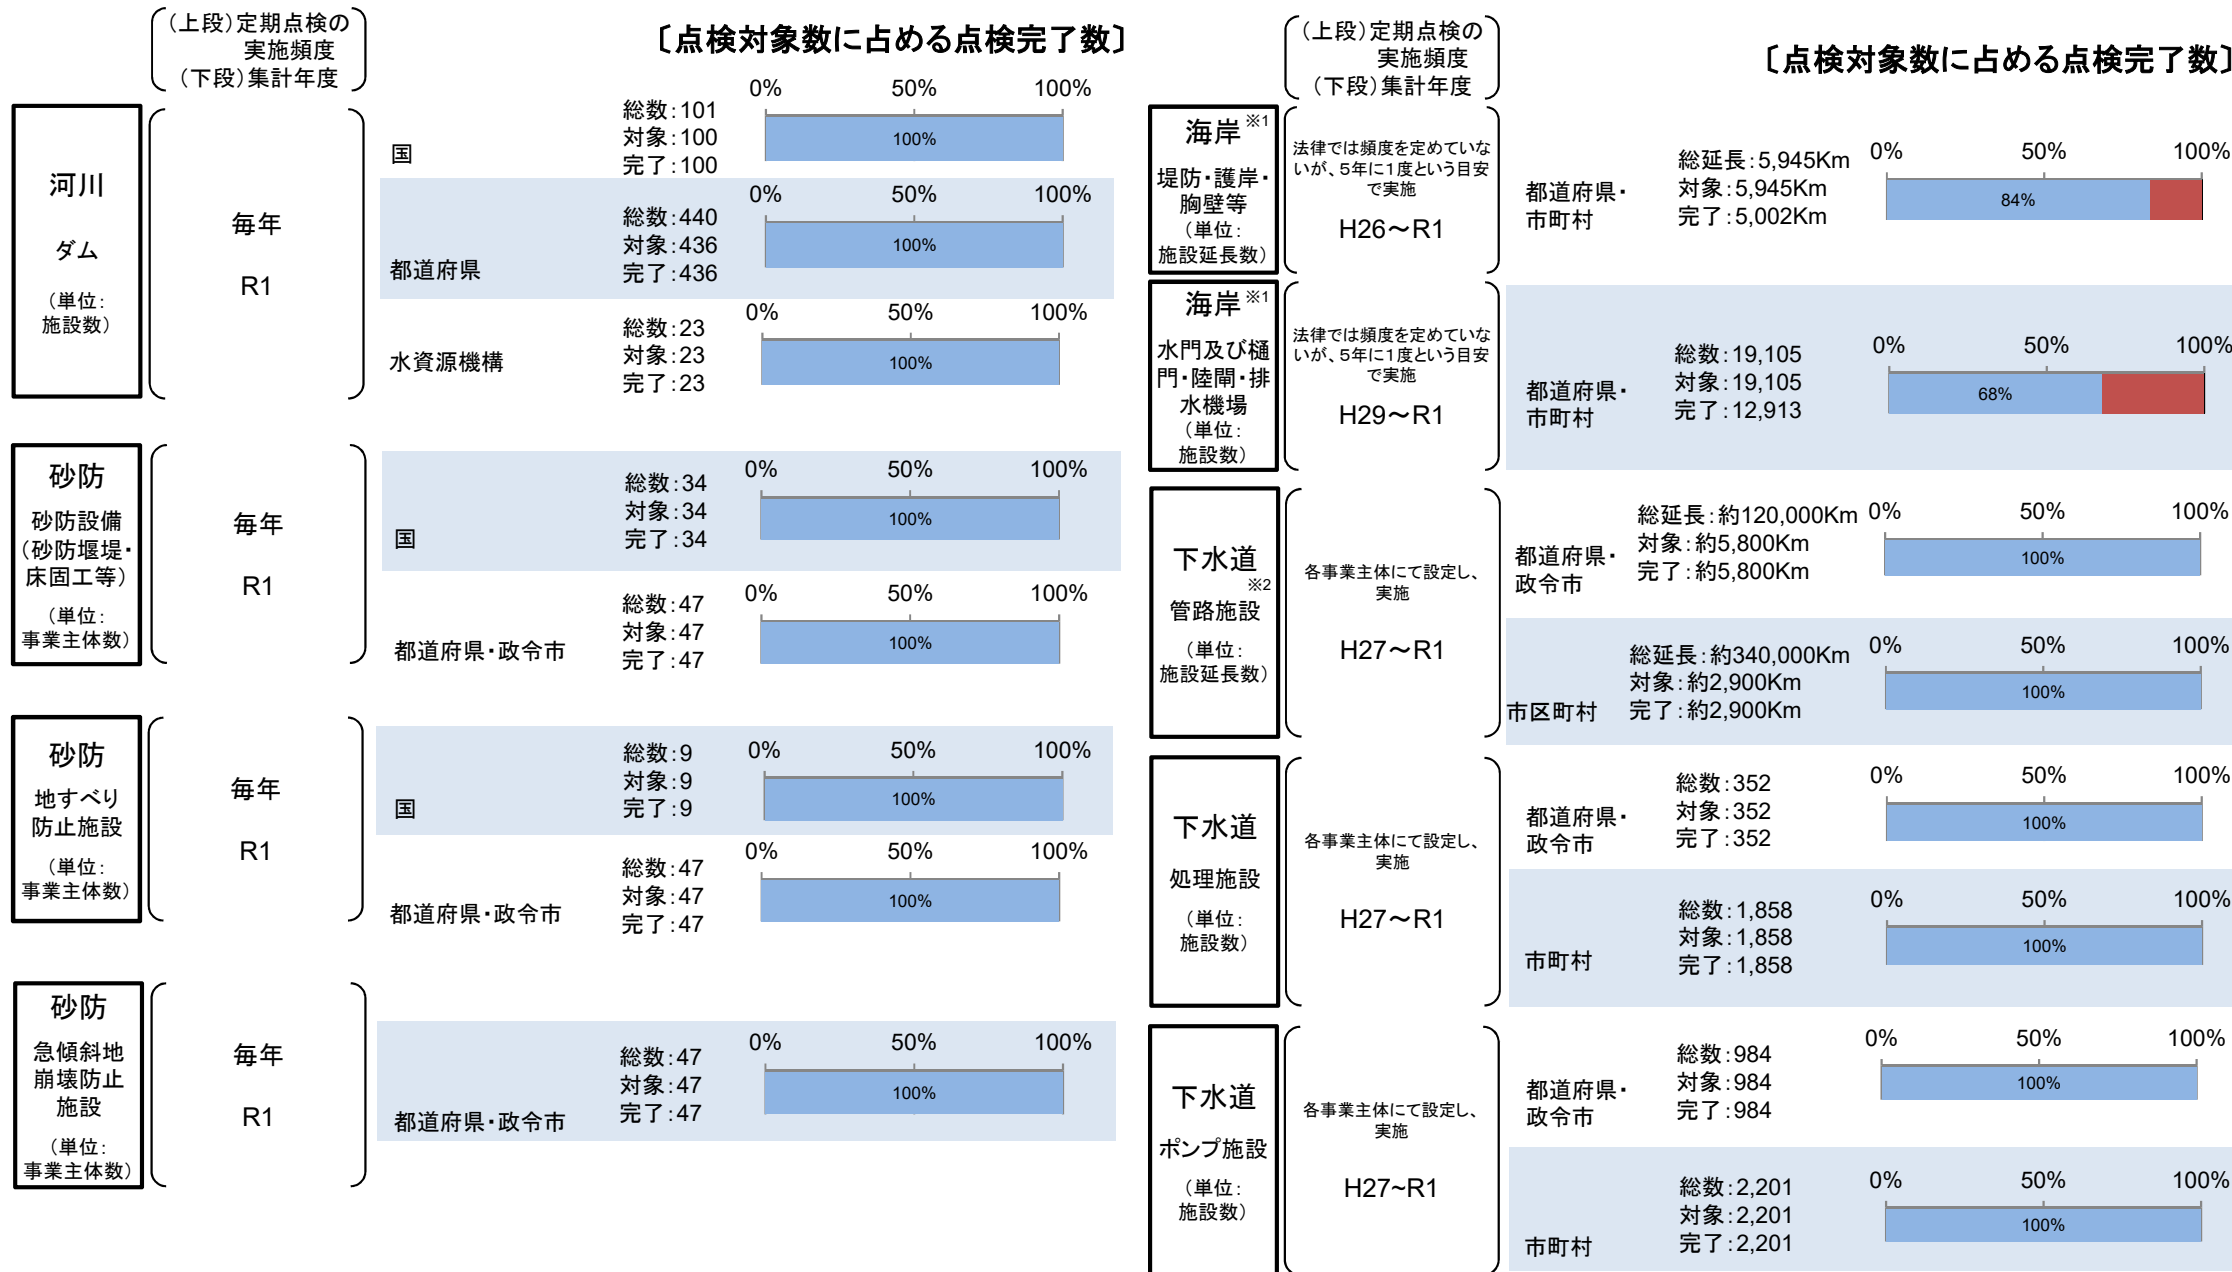 (上段)定期点検の
実施頻度
(下段)集計年度
〔点検対象数に占める点検完了数〕
河川
ダム
(単位:
施設数)
毎年
R1
国
総数:101
対象:100
完了:100
0% 50% 100%
100%
都道府県
総数:440
対象:436
完了:436
0% 50% 100%
100%
水資源機構
総数:23
対象:23
完了:23
0% 50% 100%
100%
砂防
砂防設備
(砂防堰堤・
床固工等)
(単位:
事業主体数)
毎年
R1
国
総数:34
対象:34
完了:34
0% 50% 100%
100%
都道府県・政令市
総数:47
対象:47
完了:47
0% 50% 100%
100%
砂防
地すべり
防止施設
(単位:
事業主体数)
毎年
R1
国
総数:9
対象:9
完了:9
0% 50% 100%
100%
都道府県・政令市
総数:47
対象:47
完了:47
0% 50% 100%
100%
砂防
急傾斜地
崩壊防止
施設
(単位:
事業主体数)
毎年
R1
都道府県・政令市
総数:47
対象:47
完了:47
0% 50% 100%
100%
(上段)定期点検の
実施頻度
(下段)集計年度
〔点検対象数に占める点検完了数〕
海岸※1
堤防・護岸・
胸壁等
(単位:
施設延長数)
法律では頻度を定めていな
いが、5年に1度という目安
で実施
H26～R1
都道府県・
市町村
総延長:5,945Km
対象:5,945Km
完了:5,002Km
0% 50% 100%
84%
海岸※1
水門及び樋
門・陸閘・排
水機場
(単位:
施設数)
法律では頻度を定めていな
いが、5年に1度という目安
で実施
H29～R1
都道府県・
市町村
総数:19,105
対象:19,105
完了:12,913
0% 50% 100%
68%
下水道
※2
管路施設
(単位:
施設延長数)
各事業主体にて設定し、
実施
H27～R1
都道府県・
政令市
総延長:約120,000Km
対象:約5,800Km
完了:約5,800Km
0% 50% 100%
100%
市区町村
総延長:約340,000Km
対象:約2,900Km
完了:約2,900Km
0% 50% 100%
100%
下水道
処理施設
(単位:
施設数)
各事業主体にて設定し、
実施
H27～R1
都道府県・
政令市
総数:352
対象:352
完了:352
0% 50% 100%
100%
市町村
総数:1,858
対象:1,858
完了:1,858
0% 50% 100%
100%
下水道
ポンプ施設
(単位:
施設数)
各事業主体にて設定し、
実施
H27~R1
都道府県・
政令市
総数:984
対象:984
完了:984
0% 50% 100%
100%
市町村
総数:2,201
対象:2,201
完了:2,201
0% 50% 100%
100%